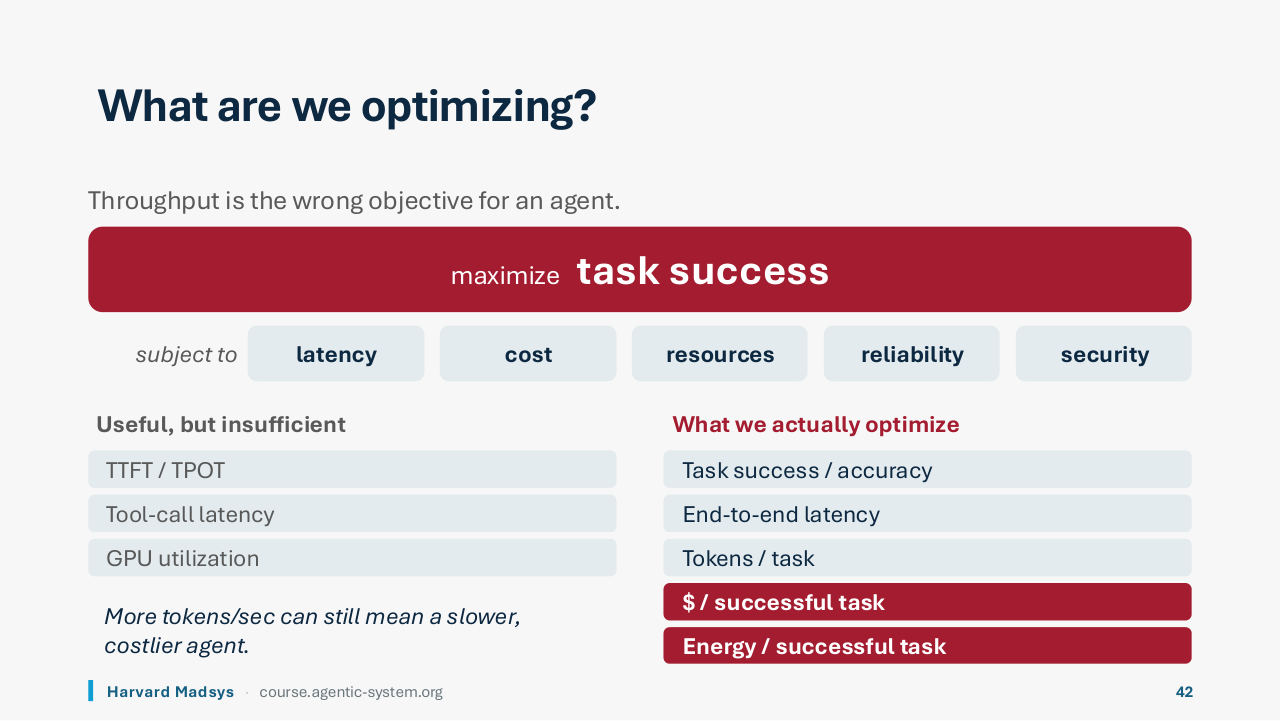 What are we optimizing?
Throughput is the wrong objective for an agent.
maximize task success
subject to latency cost resources reliability security
Useful, but insufficient
TTFT / TPOT
Tool-call latency
GPU utilization
More tokens/sec can still mean a slower,
costlier agent.
What we actually optimize
Task success / accuracy
End-to-end latency
Tokens / task
$ / successful task
Energy / successful task
Harvard Madsys · course.agentic-system.org
42